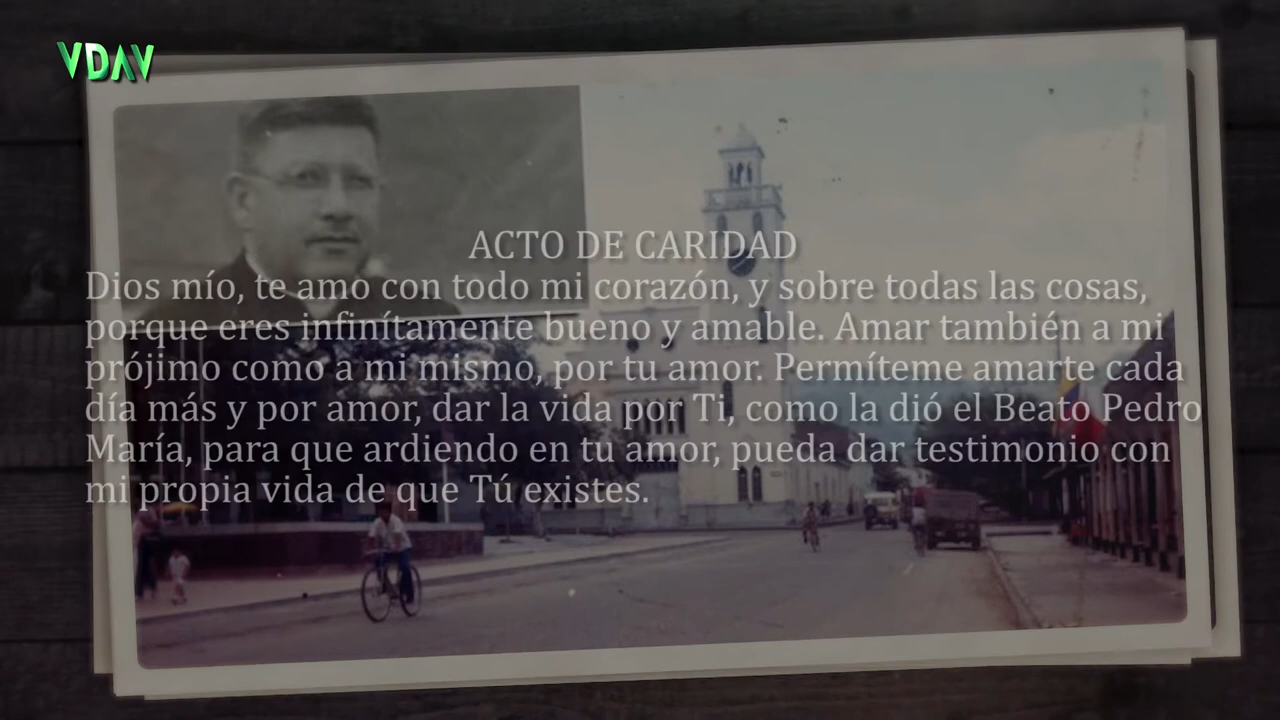 VDAV
ACTO DE CARIDAD
Dios mío, te amo con todo mi corazón, y sobre todas las cosas,
porque eres infinítamente bueno y amable. Amar también a mi
prójimo como a mi mismo, por tu amor. Permíteme amarte cada
día más y por amor, dar la vida por Ti, como la dió el Beato Pedro
María, para que ardiendo en tu amor, pueda dar testimonio con
mi propia vida de que Tú existes.